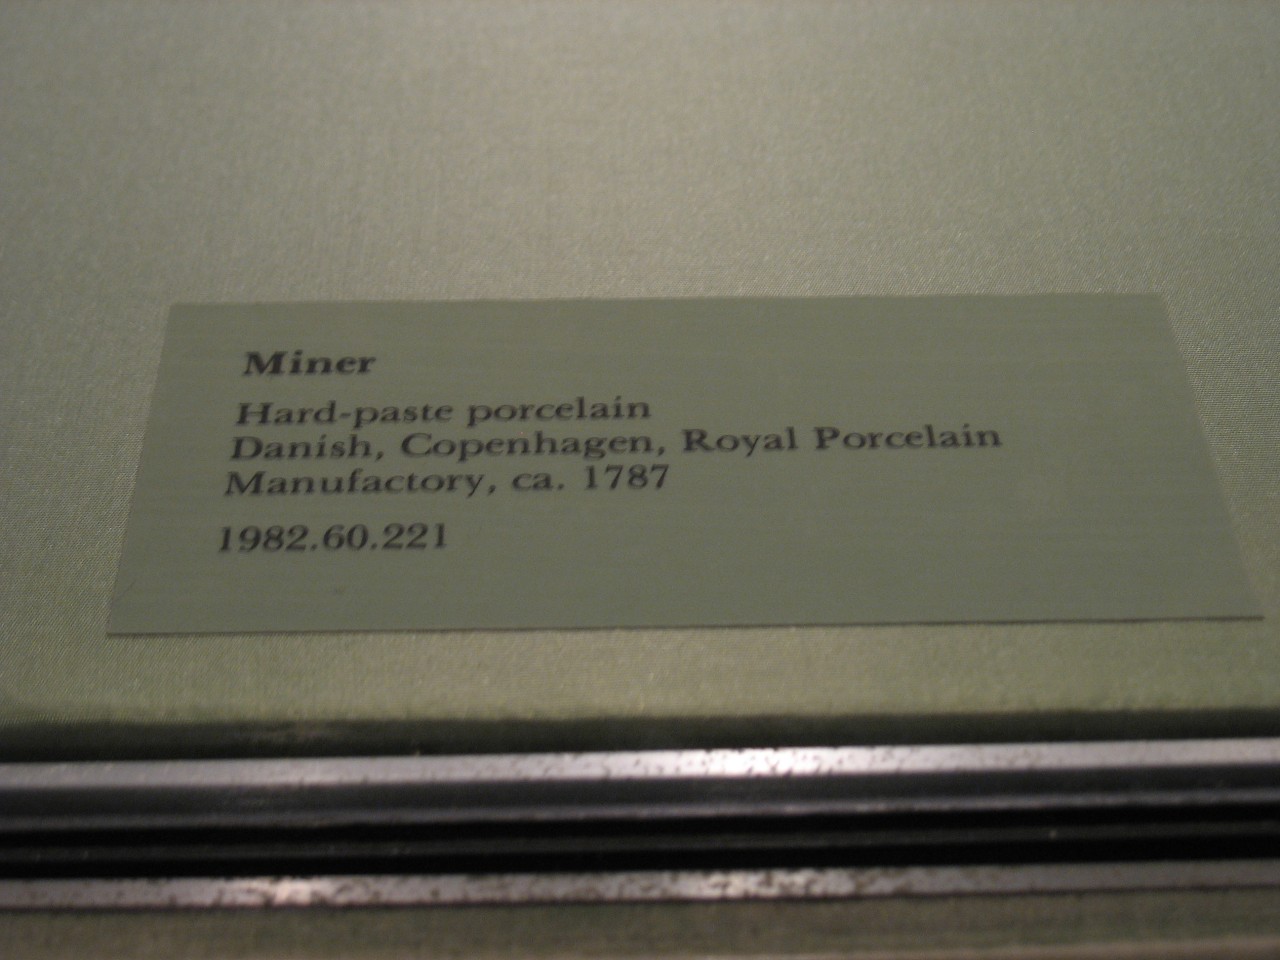 Miner
Hard-paste porcelain
Danish, Copenhagen, Royal Porcelain
Manufactory, ca. 1787
1982.60.221